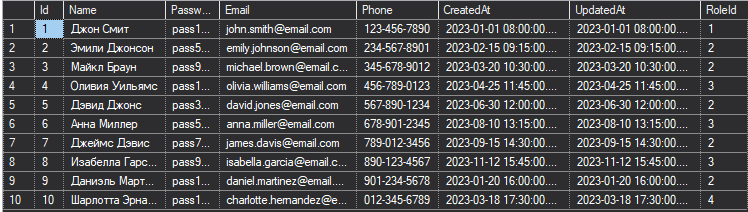 Id Name Passw... Email Phone CreatedAt UpdatedAt RoleId
1 1 Джон Смит pass1... john.smith@email.com 123-456-7890 2023-01-01 08:00:00.... 2023-01-01 08:00:00.... 1
2 2 Эмили Джонсон pass5... emily.johnson@email.com 234-567-8901 2023-02-15 09:15:00.... 2023-02-15 09:15:00.... 2
3 3 Майкл Браун pass9... michael.brown@email.com 345-678-9012 2023-03-20 10:30:00.... 2023-03-20 10:30:00.... 2
4 4 Оливия Уильямс pass1... olivia.williams@email.com 456-789-0123 2023-04-25 11:45:00.... 2023-04-25 11:45:00.... 3
5 5 Дэвид Джонс pass3... david.jones@email.com 567-890-1234 2023-06-30 12:00:00.... 2023-06-30 12:00:00.... 2
6 6 Анна Миллер pass5... anna.miller@email.com 678-901-2345 2023-08-10 13:15:00.... 2023-08-10 13:15:00.... 3
7 7 Джеймс Дэвис pass7... james.davis@email.com 789-012-3456 2023-09-15 14:30:00.... 2023-09-15 14:30:00.... 2
8 8 Изабелла Гарс... pass9... isabella.garcia@email.com 890-123-4567 2023-11-12 15:45:00.... 2023-11-12 15:45:00.... 3
9 9 Даниэль Март... pass1... daniel.martinez@email.com 901-234-5678 2023-01-20 16:00:00.... 2023-01-20 16:00:00.... 2
10 10 Шарлотта Эрна... pass1... charlotte.hernandez@e... 012-345-6789 2023-03-18 17:30:00.... 2023-03-18 17:30:00.... 4